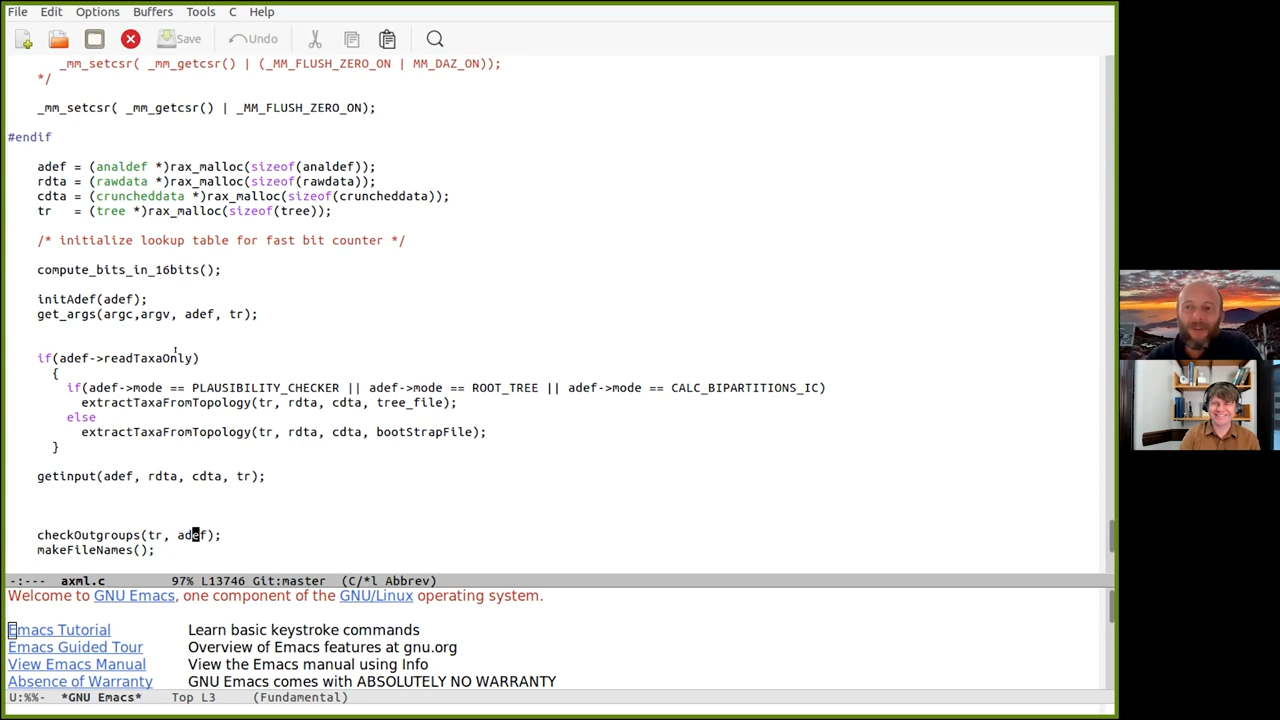 File Edit Options Buffers Tools C Help
Save Undo
_mm_setcsr( _mm_getcsr() | (_MM_FLUSH_ZERO_ON | MM_DAZ_ON));
*/
_mm_setcsr( _mm_getcsr() | _MM_FLUSH_ZERO_ON);
#endif
adef = (analdef *)rax_malloc(sizeof(analdef));
rdta = (rawdata *)rax_malloc(sizeof(rawdata));
cdta = (cruncheddata *)rax_malloc(sizeof(cruncheddata));
tr   = (tree *)rax_malloc(sizeof(tree));
/* initialize lookup table for fast bit counter */
compute_bits_in_16bits();
initAdef(adef);
get_args(argc,argv, adef, tr);
if(adef->readTaxaOnly)
{
if(adef->mode == PLAUSIBILITY_CHECKER || adef->mode == ROOT_TREE || adef->mode == CALC_BIPARTITIONS_IC)
extractTaxaFromTopology(tr, rdta, cdta, tree_file);
else
extractTaxaFromTopology(tr, rdta, cdta, bootStrapFile);
}
getinput(adef, rdta, cdta, tr);
checkOutgroups(tr, adef);
makeFileNames();
-:--- axml.c 97% L13746 Git:master (C/*l Abbrev)
Welcome to GNU Emacs, one component of the GNU/Linux operating system.
Emacs Tutorial Learn basic keystroke commands
Emacs Guided Tour Overview of Emacs features at gnu.org
View Emacs Manual View the Emacs manual using Info
Absence of Warranty GNU Emacs comes with ABSOLUTELY NO WARRANTY
U:%%- *GNU Emacs* Top L3 (Fundamental)